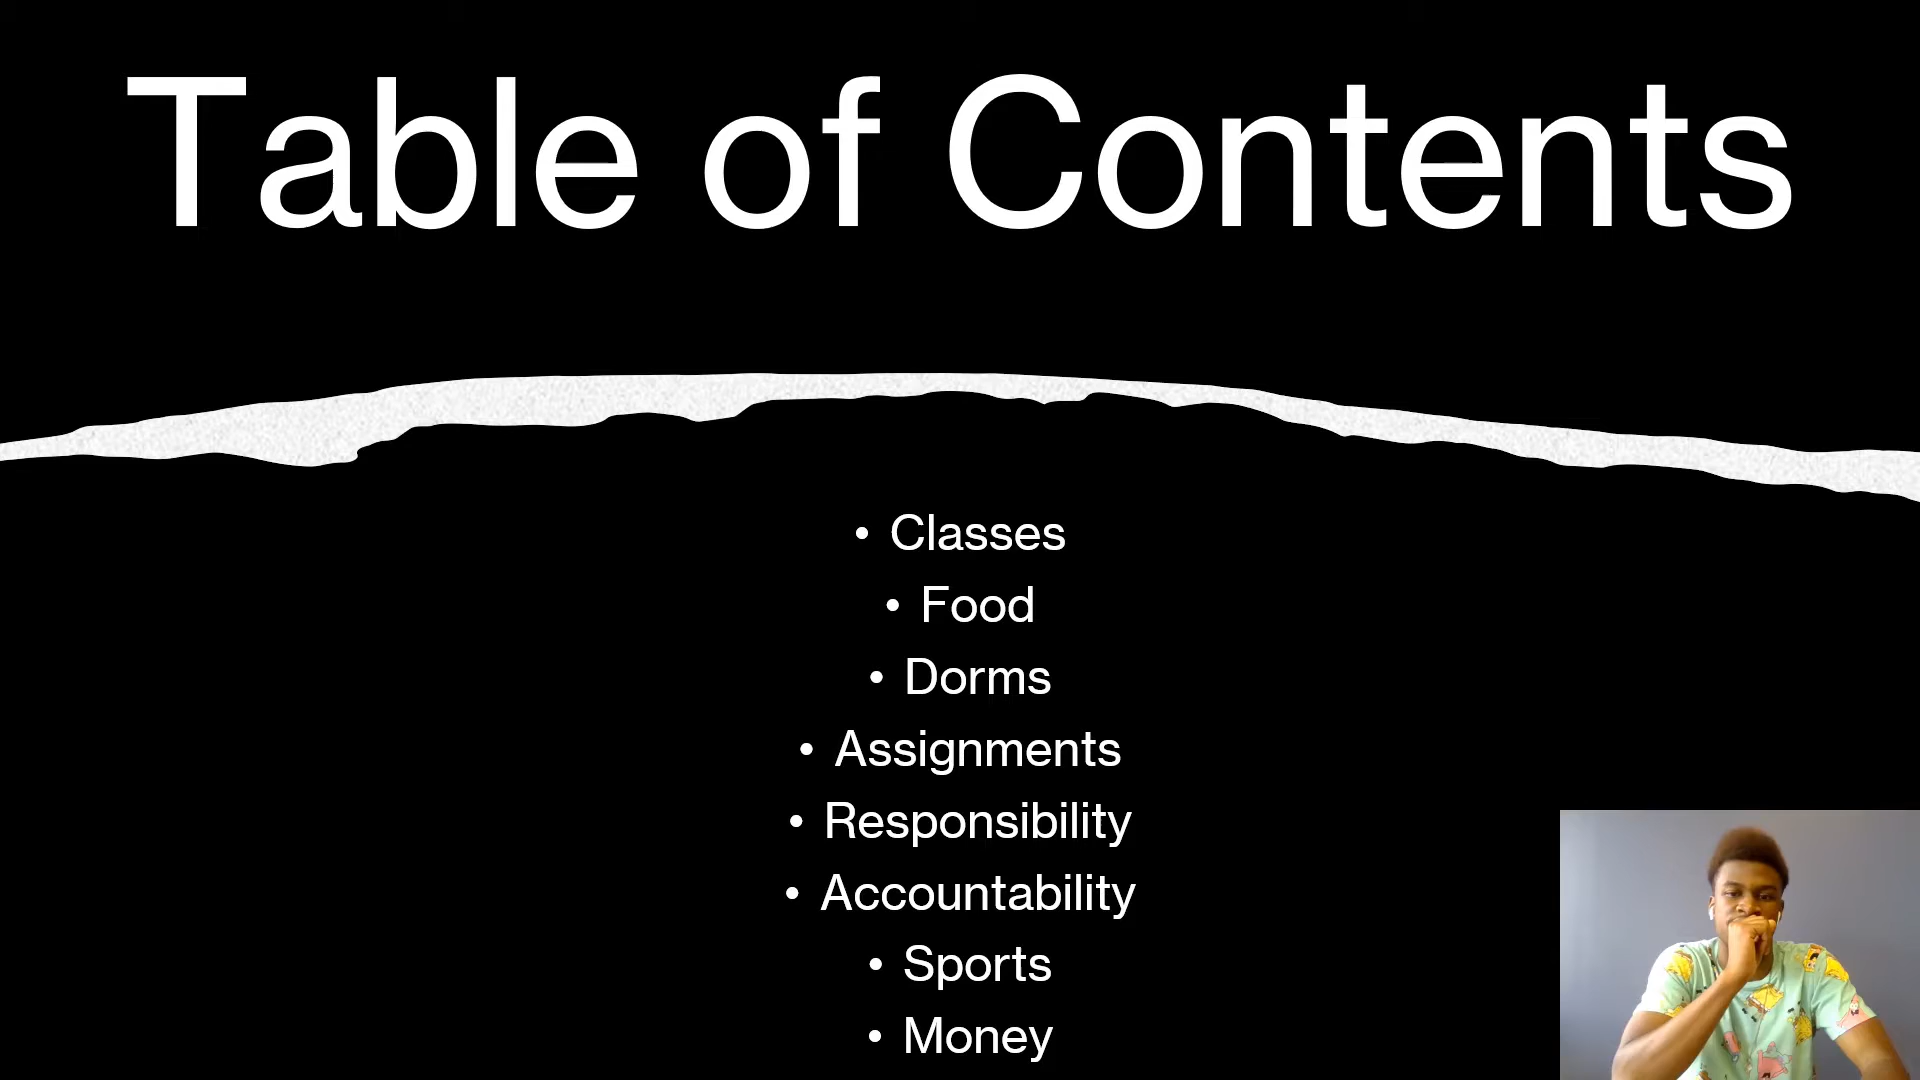 Table of Contents
• Classes
• Food
• Dorms
• Assignments
• Responsibility
• Accountability
• Sports
• Money